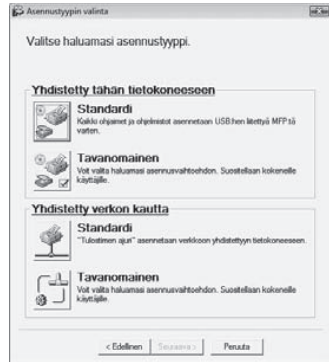 Asennustyypin valinta
Valitse haluamasi asennustyyppi.
Yhdistetty tähän tietokoneeseen
Standardi
Kaikki ohjaimet ja ohjelmistot asennetaan USB:hen liitettyä MFP:tä
varten.
Tavanomainen
Voit valita haluamasi asennusvaihtoehdon. Suositellaan kokeneille
käyttäjille.
Yhdistetty verkon kautta
Standardi
"Tulostimen ajuri" asennetaan verkkoon yhdistettyyn tietokoneeseen.
Tavanomainen
Voit valita haluamasi asennusvaihtoehdon. Suositellaan kokeneille
käyttäjille.
< Edellinen Seuraava > Peruuta